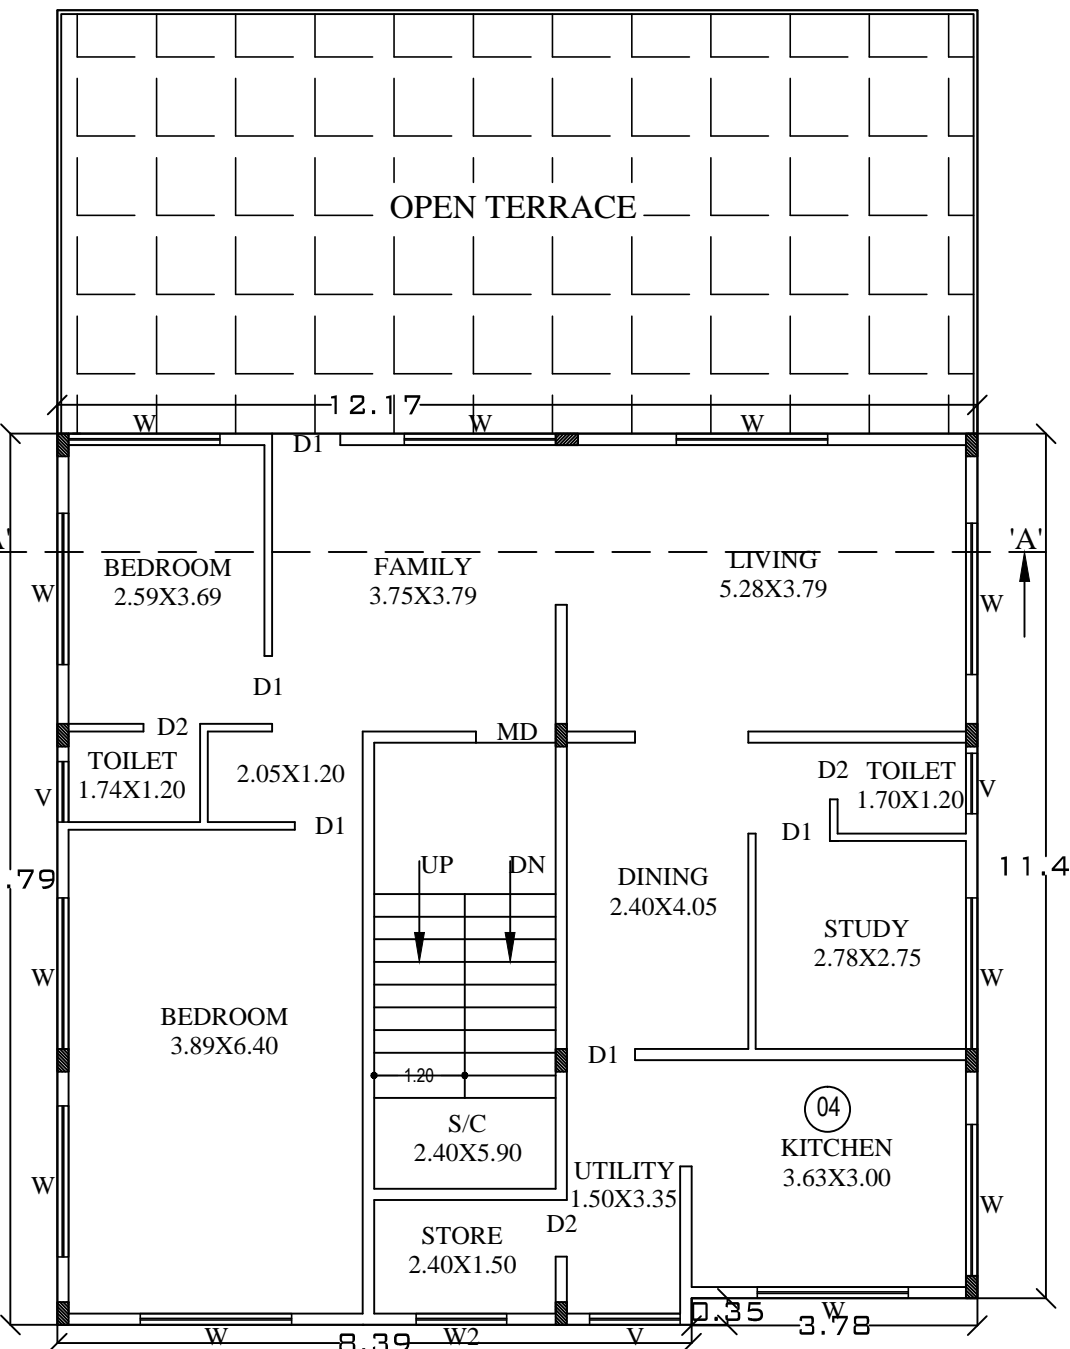 OPEN TERRACE
12.17
W
W
W
D1
'A'
BEDROOM
2.59X3.69
FAMILY
3.75X3.79
LIVING
5.28X3.79
W
W
D1
D2
MD
TOILET
1.74X1.20
2.05X1.20
D2
TOILET
1.70X1.20
V
V
D1
D1
.79
11.4
UP
DN
DINING
2.40X4.05
STUDY
2.78X2.75
W
W
BEDROOM
3.89X6.40
D1
1.20
04
S/C
2.40X5.90
KITCHEN
3.63X3.00
UTILITY
1.50X3.35
W
W
D2
STORE
2.40X1.50
0.35
W
3.78
W
8.39
W2
V